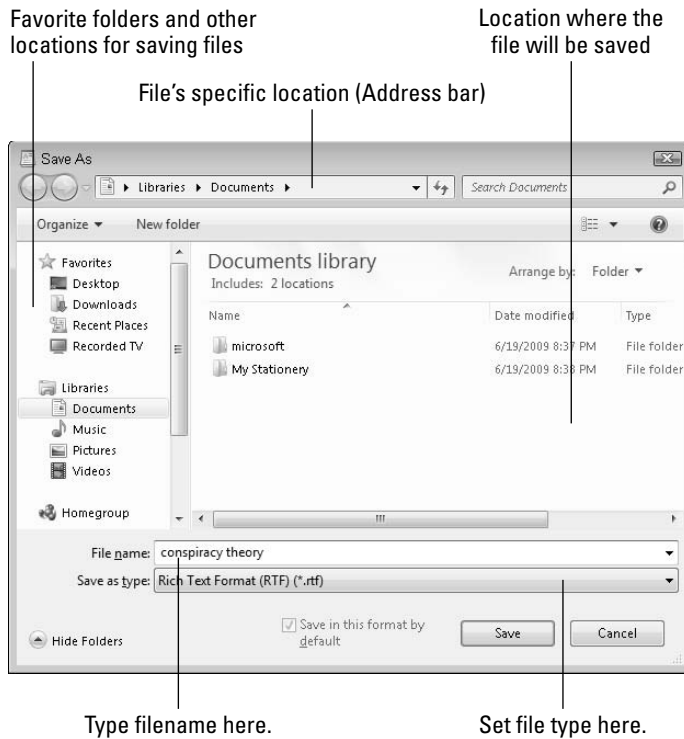 Favorite folders and other
locations for saving files
Location where the
file will be saved
File's specific location (Address bar)
Save As
Libraries Documents
Search Documents
Organize
New folder
Favorites
Desktop
Downloads
Recent Places
Recorded TV
Libraries
Documents
Music
Pictures
Videos
Homegroup
Documents library
Includes: 2 locations
Arrange by: Folder
Name Date modified Type
microsoft 6/19/2009 8:37 PM File folder
My Stationery 6/19/2009 8:38 PM File folder
File name: conspiracy theory
Save as type: Rich Text Format (RTF) (*.rtf)
Hide Folders
Save in this format by
default
Save
Cancel
Type filename here.
Set file type here.